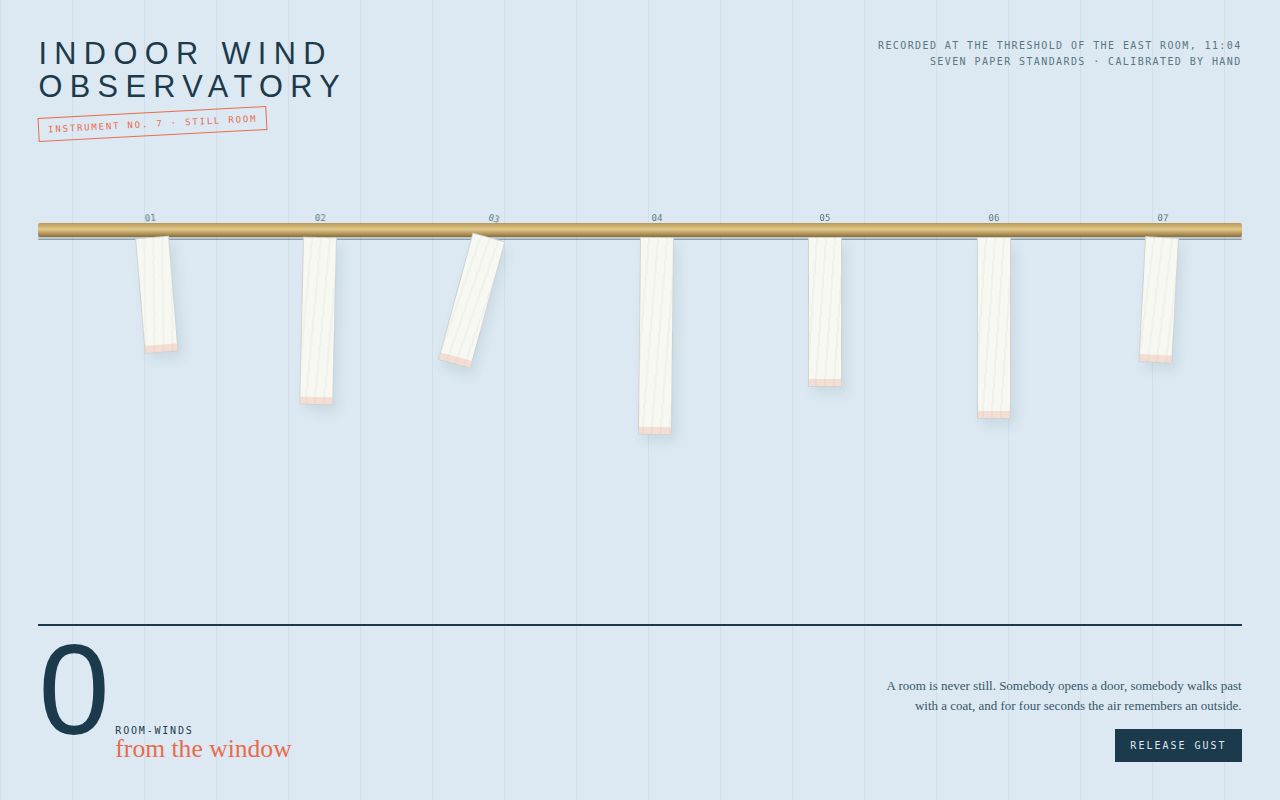 INDOOR WIND
OBSERVATORY
INSTRUMENT NO. 7 · STILL ROOM
RECORDED AT THE THRESHOLD OF THE EAST ROOM, 11:04
SEVEN PAPER STANDARDS · CALIBRATED BY HAND
01 02 03 04 05 06 07
0
ROOM-WINDS
from the window
A room is never still. Somebody opens a door, somebody walks past
with a coat, and for four seconds the air remembers an outside.
RELEASE GUST